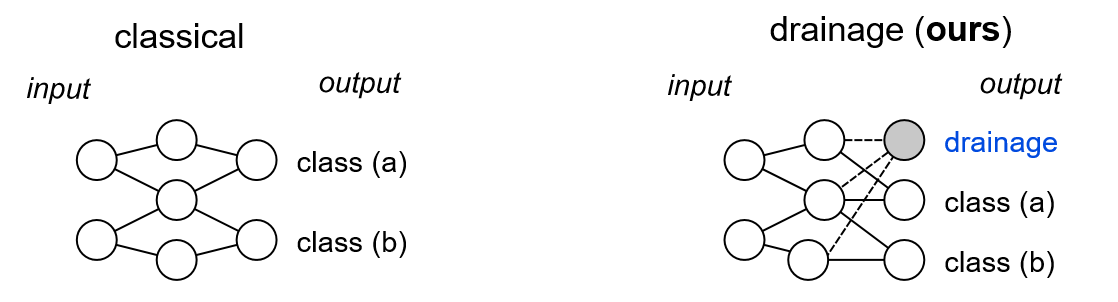 classical
input
output
class (a)
class (b)
drainage (ours)
input
output
drainage
class (a)
class (b)